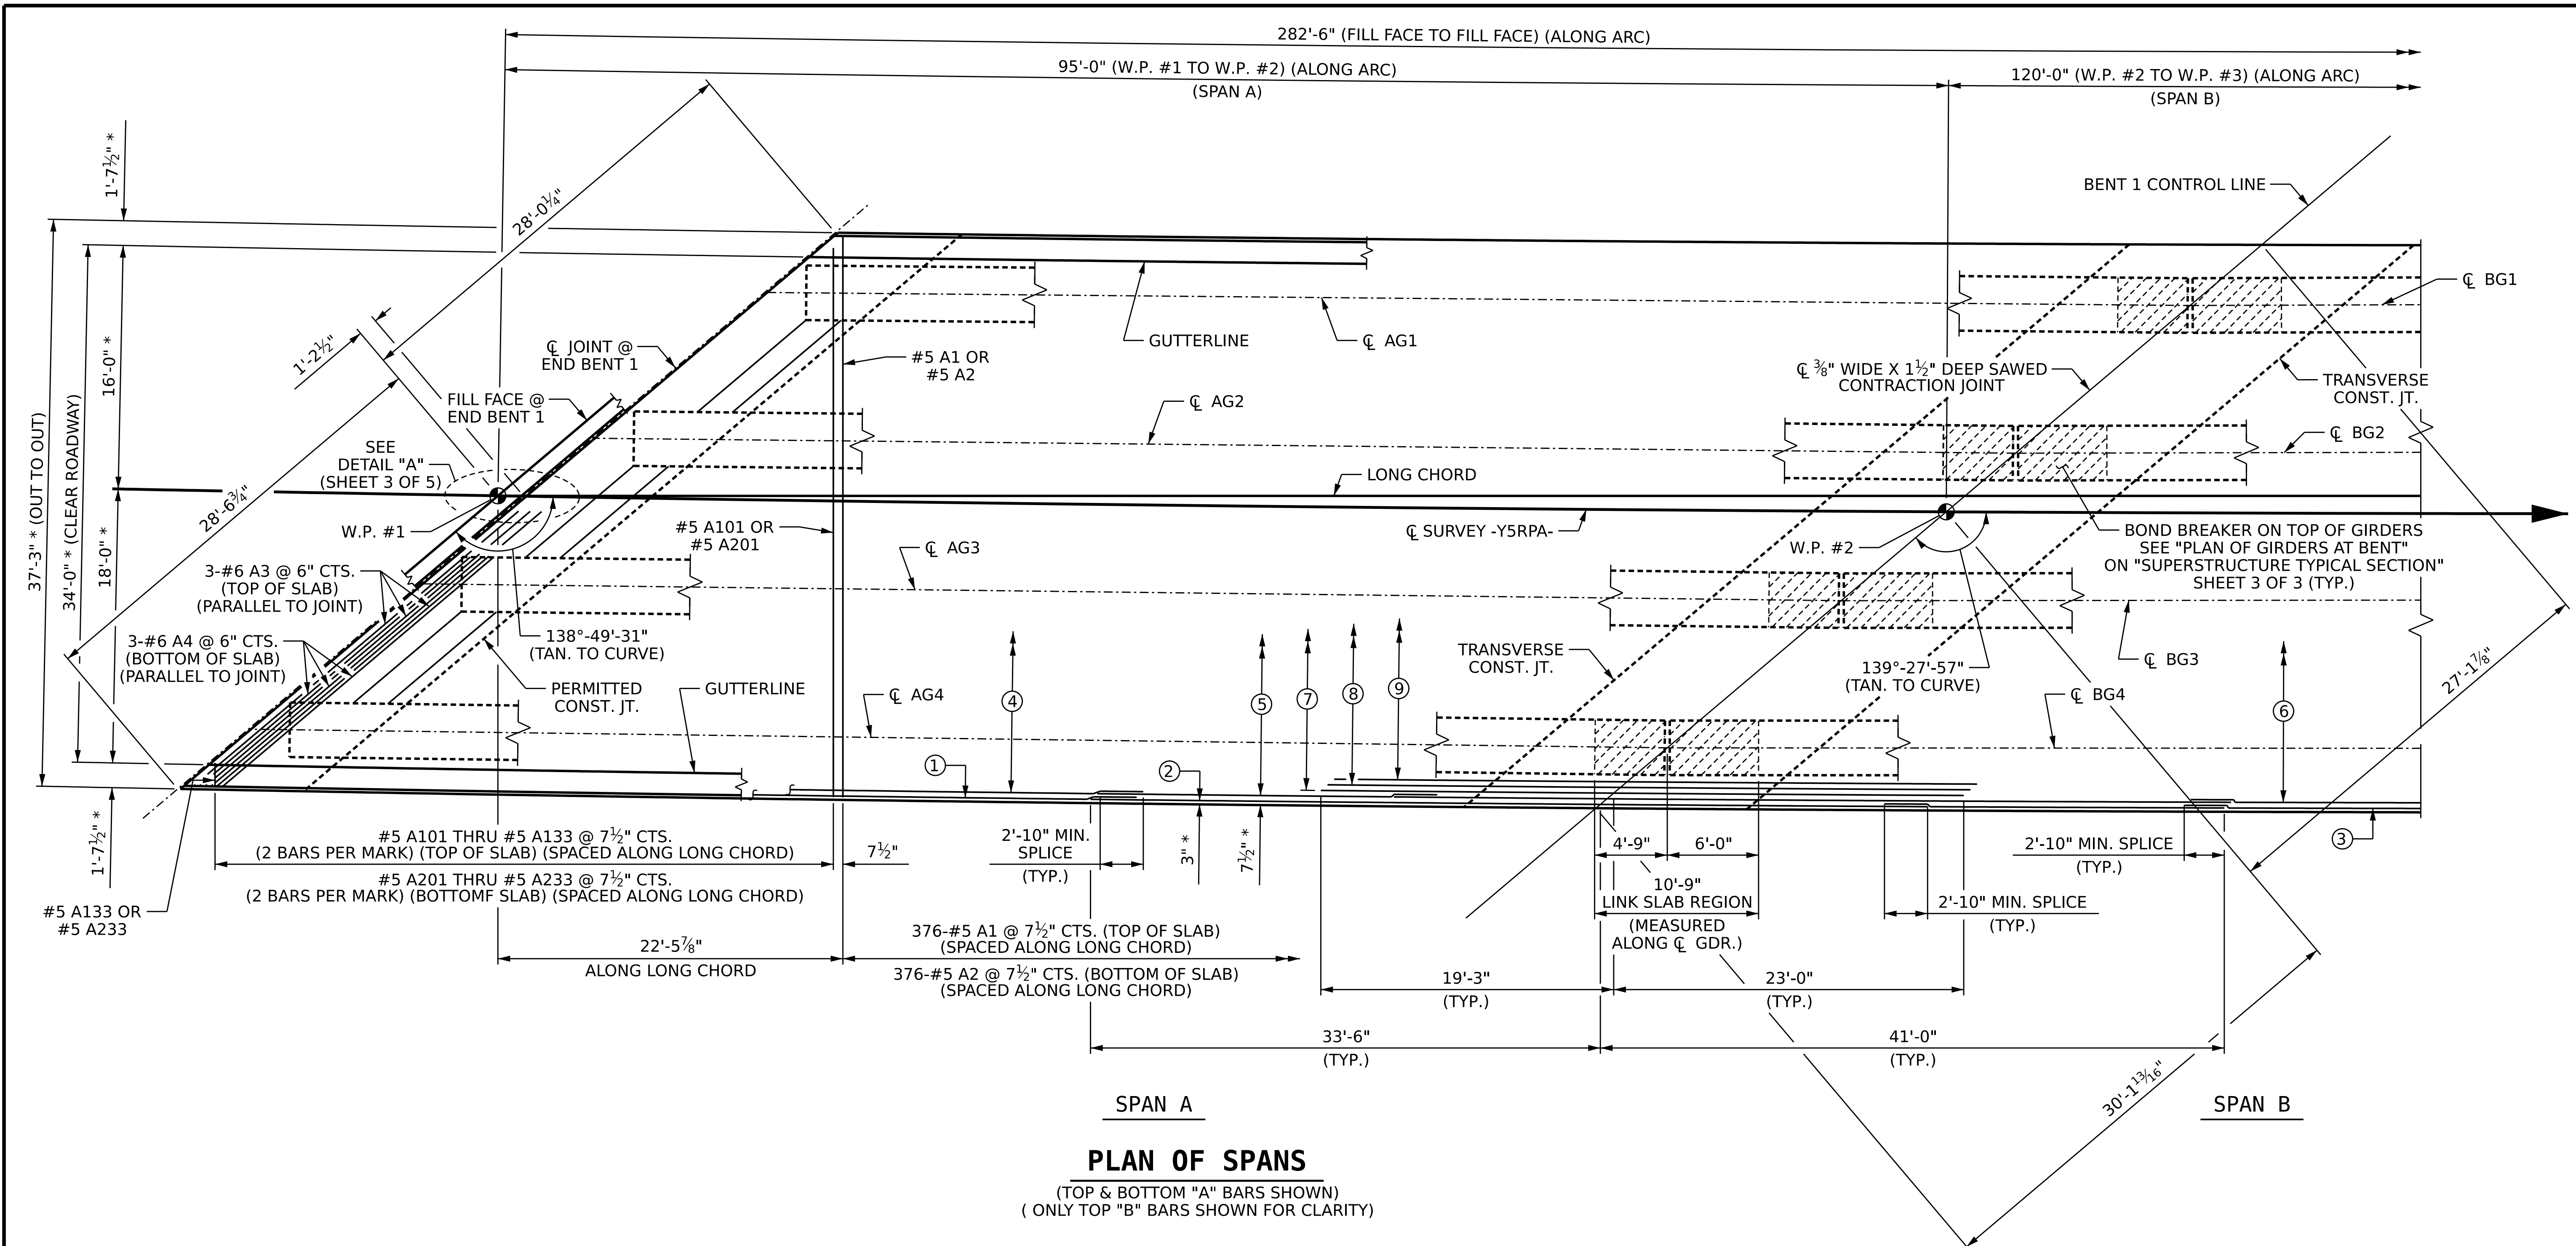 282'-6" (FILL FACE TO FILL FACE) (ALONG ARC)
95'-0" (W.P. #1 TO W.P. #2) (ALONG ARC)
(SPAN A)
120'-0" (W.P. #2 TO W.P. #3) (ALONG ARC)
(SPAN B)
1'-7½" *
28'-0¼"
BENT 1 CONTROL LINE
℄ BG1
16'-0" *
1'-2½"
℄ JOINT @
END BENT 1
GUTTERLINE
℄ AG1
#5 A1 OR
#5 A2
℄ ⅜" WIDE X 1½" DEEP SAWED
CONTRACTION JOINT
TRANSVERSE
CONST. JT.
FILL FACE @
END BENT 1
℄ AG2
℄ BG2
37'-3" * (OUT TO OUT)
34'-0" * (CLEAR ROADWAY)
18'-0" *
SEE
DETAIL "A"
(SHEET 3 OF 5)
28'-6¾"
LONG CHORD
W.P. #1
#5 A101 OR
#5 A201
℄ SURVEY -Y5RPA-
W.P. #2
BOND BREAKER ON TOP OF GIRDERS
SEE "PLAN OF GIRDERS AT BENT"
ON "SUPERSTRUCTURE TYPICAL SECTION"
SHEET 3 OF 3 (TYP.)
℄ AG3
3-#6 A3 @ 6" CTS.
(TOP OF SLAB)
(PARALLEL TO JOINT)
3-#6 A4 @ 6" CTS.
(BOTTOM OF SLAB)
(PARALLEL TO JOINT)
138°-49'-31"
(TAN. TO CURVE)
TRANSVERSE
CONST. JT.
139°-27'-57"
(TAN. TO CURVE)
℄ BG3
27'-1⅞"
PERMITTED
CONST. JT.
GUTTERLINE
℄ AG4
℄ BG4
4
5
7
8
9
6
1
2
3
1'-7½" *
#5 A101 THRU #5 A133 @ 7½" CTS.
(2 BARS PER MARK) (TOP OF SLAB) (SPACED ALONG LONG CHORD)
#5 A201 THRU #5 A233 @ 7½" CTS.
(2 BARS PER MARK) (BOTTOMF SLAB) (SPACED ALONG LONG CHORD)
7½"
2'-10" MIN.
SPLICE
(TYP.)
3" *
7½" *
4'-9"
6'-0"
10'-9"
LINK SLAB REGION
(MEASURED
ALONG ℄ GDR.)
2'-10" MIN. SPLICE
(TYP.)
2'-10" MIN. SPLICE
(TYP.)
#5 A133 OR
#5 A233
22'-5⅞"
ALONG LONG CHORD
376-#5 A1 @ 7½" CTS. (TOP OF SLAB)
(SPACED ALONG LONG CHORD)
376-#5 A2 @ 7½" CTS. (BOTTOM OF SLAB)
(SPACED ALONG LONG CHORD)
19'-3"
(TYP.)
23'-0"
(TYP.)
33'-6"
(TYP.)
41'-0"
(TYP.)
30'-1 13/16"
SPAN A
SPAN B
PLAN OF SPANS
(TOP & BOTTOM "A" BARS SHOWN)
( ONLY TOP "B" BARS SHOWN FOR CLARITY)